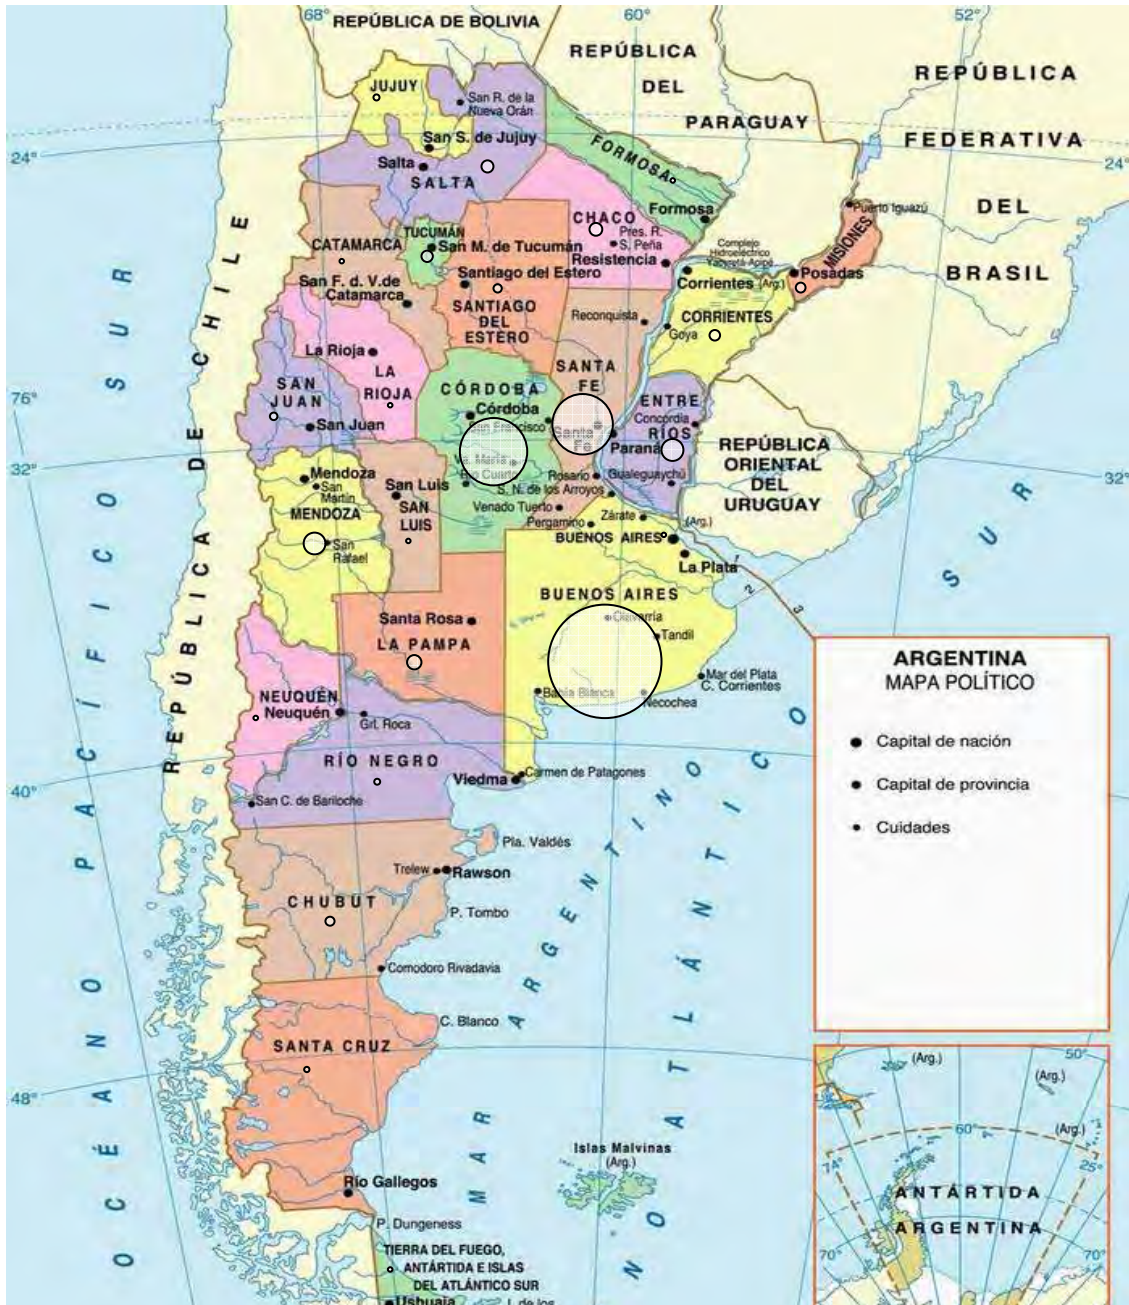 68°
60°
52°
REPÚBLICA DE BOLIVIA
REPÚBLICA
DEL
PARAGUAY
REPÚBLICA
FEDERATIVA
DEL
BRASIL
JUJUY
San R. de la
Nueva Orán
San S. de Jujuy
24°
24°
Salta
SALTA
FORMOSA
Formosa
CHACO
Pres. R.
S. Peña
Resistencia
Puerto Iguazú
MISIONES
Complejo
Hidroeléctrico
Yacyretá-Apipé
(Arg.)
Posadas
TUCUMÁN
San M. de Tucumán
CATAMARCA
San F. d. V.de
Catamarca
Santiago del Estero
SANTIAGO
DEL
ESTERO
Corrientes
CORRIENTES
Reconquista
Goya
La Rioja
LA
RIOJA
SAN
JUAN
San Juan
CÓRDOBA
Córdoba
SANTA
FE
ENTRE
RÍOS
Concordia
Paraná
Gualeguaychú
REPÚBLICA
ORIENTAL
DEL
URUGUAY
76°
32°
32°
Mendoza
San
Martín
MENDOZA
San
Rafael
San Luis
SAN
LUIS
Río Cuarto
Rosario
S. N. de los Arroyos
Venado Tuerto
Zárate
Pergamino
(Arg.)
BUENOS AIRES
La Plata
1
2
3
BUENOS AIRES
Olavarría
Tandil
Santa Rosa
LA PAMPA
Mar del Plata
C. Corrientes
Bahía Blanca
Necochea
NEUQUÉN
Neuquén
Grl. Roca
RÍO NEGRO
Viedma
Carmen de Patagones
San C. de Bariloche
40°
Pla. Valdés
Trelew
Rawson
CHUBUT
P. Tombo
Comodoro Rivadavia
C. Blanco
SANTA CRUZ
48°
Río Gallegos
P. Dungeness
Islas Malvinas
(Arg.)
TIERRA DEL FUEGO,
ANTÁRTIDA E ISLAS
DEL ATLÁNTICO SUR
Ushuaia
I. de los
REPÚBLICA DE CHILE
OCÉANO PACÍFICO SUR
MAR ARGENTINO
OCÉANO ATLÁNTICO SUR
ARGENTINA
MAPA POLÍTICO
Capital de nación
Capital de provincia
Cuidades
(Arg.)
50°
(Arg.)
60°
(Arg.)
74°
25°
ANTÁRTIDA
ARGENTINA
70°
70°